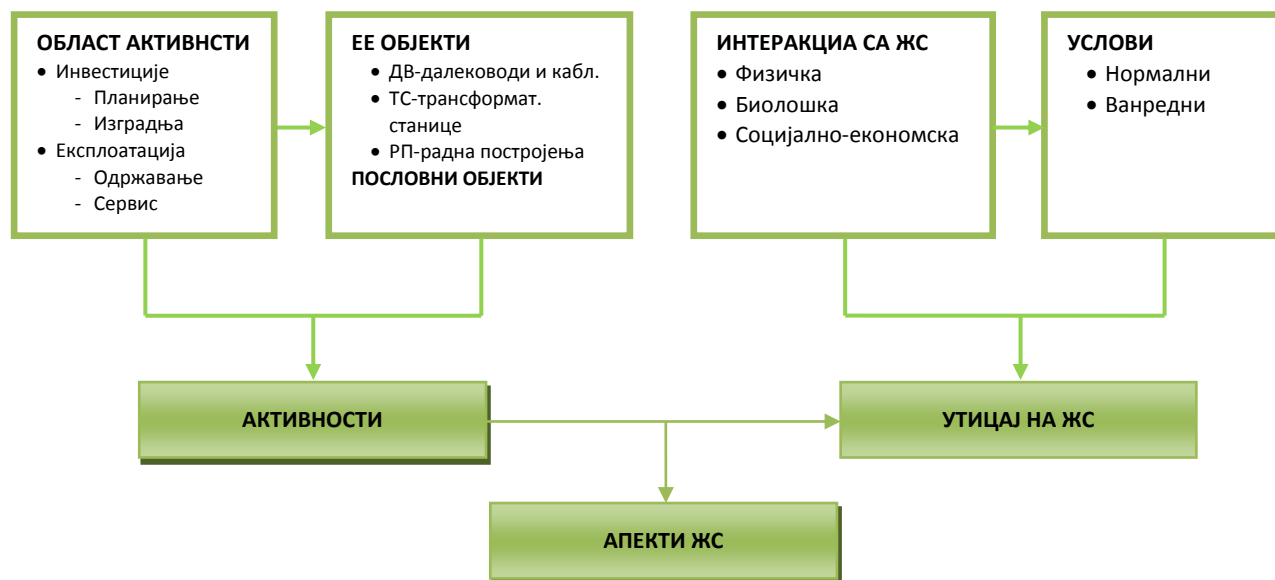 ОБЛАСТ АКТИВНСТИ
• Инвестиције
- Планирање
- Изградња
• Експлоатација
- Одржавање
- Сервис
ЕЕ ОБЈЕКТИ
• ДВ-далеководи и кабл.
• ТС-трансформат.
станице
• РП-радна постројења
ПОСЛОВНИ ОБЈЕКТИ
ИНТЕРАКЦИА СА ЖС
• Физичка
• Биолошка
• Социјално-економска
УСЛОВИ
• Нормални
• Ванредни
АКТИВНОСТИ
УТИЦАЈ НА ЖС
АПЕКТИ ЖС